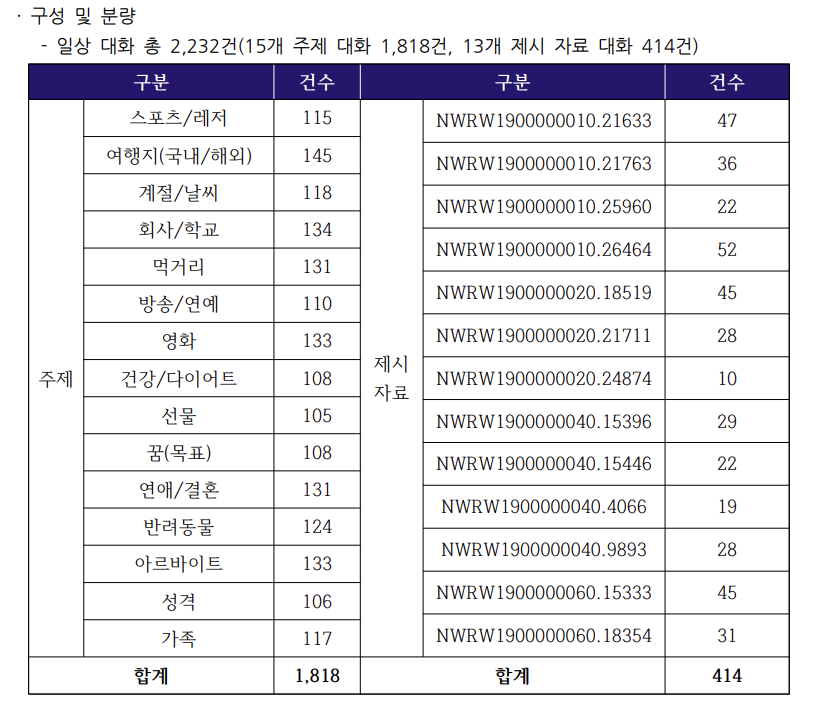 · 구성 및 분량
- 일상 대화 총 2,232건(15개 주제 대화 1,818건, 13개 제시 자료 대화 414건)
구분 건수 구분 건수
주제
스포츠/레저 115
여행지(국내/해외) 145
계절/날씨 118
회사/학교 134
먹거리 131
방송/연예 110
영화 133
건강/다이어트 108
선물 105
꿈(목표) 108
연애/결혼 131
반려동물 124
아르바이트 133
성격 106
가족 117
제시
자료
NWRW1900000010.21633 47
NWRW1900000010.21763 36
NWRW1900000010.25960 22
NWRW1900000010.26464 52
NWRW1900000020.18519 45
NWRW1900000020.21711 28
NWRW1900000020.24874 10
NWRW1900000040.15396 29
NWRW1900000040.15446 22
NWRW1900000040.4066 19
NWRW1900000040.9893 28
NWRW1900000060.15333 45
NWRW1900000060.18354 31
합계 1,818 합계 414